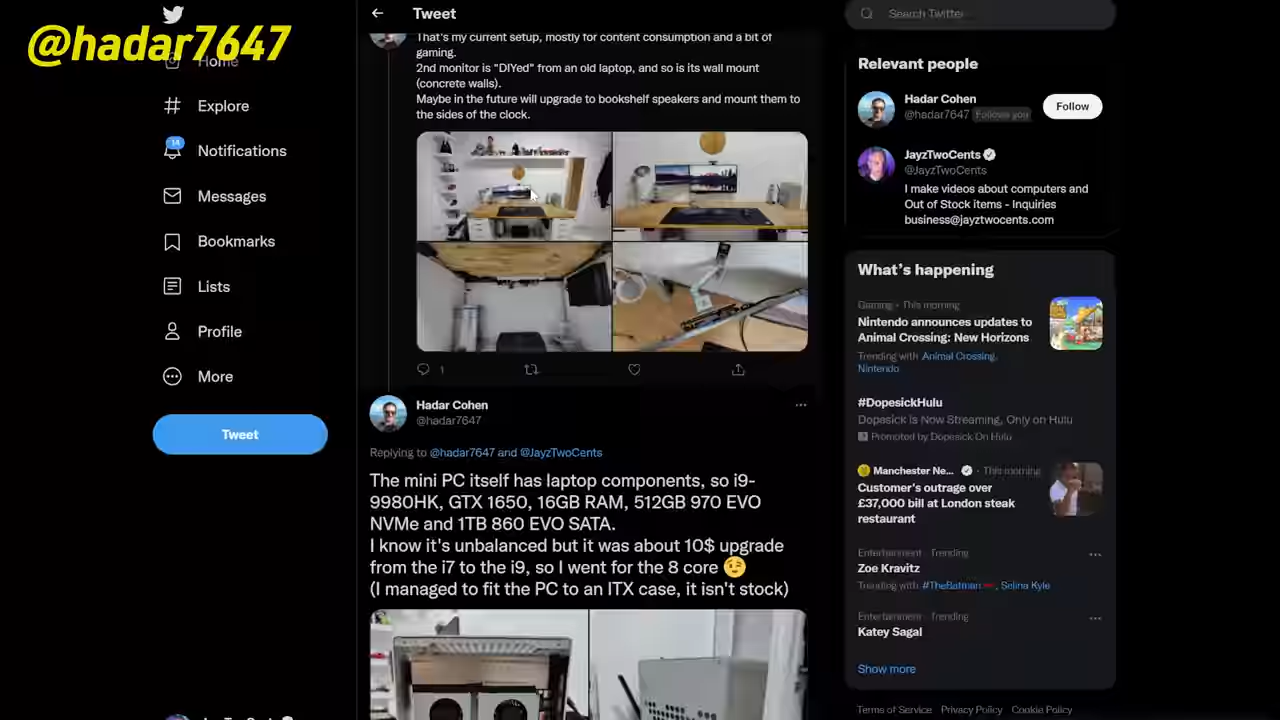 @hadar7647
Home
Explore
14
Notifications
Messages
Bookmarks
Lists
Profile
More
Tweet
Tweet
That's my current setup, mostly for content consumption and a bit of
gaming.
2nd monitor is "DIYed" from an old laptop, and so is its wall mount
(concrete walls).
Maybe in the future will upgrade to bookshelf speakers and mount them to
the sides of the clock.
1
Hadar Cohen
@hadar7647
Replying to @hadar7647 and @JayzTwoCents
The mini PC itself has laptop components, so i9-
9980HK, GTX 1650, 16GB RAM, 512GB 970 EVO
NVMe and 1TB 860 EVO SATA.
I know it's unbalanced but it was about 10$ upgrade
from the i7 to the i9, so I went for the 8 core 😉
(I managed to fit the PC to an ITX case, it isn't stock)
Search Twitter
Relevant people
Hadar Cohen
@hadar7647 Follows you
Follow
JayzTwoCents
@JayzTwoCents
I make videos about computers and
Out of Stock items - Inquiries
business@jayztwocents.com
What's happening
Gaming · This morning
Nintendo announces updates to
Animal Crossing: New Horizons
Trending with Animal Crossing,
Nintendo
#DopesickHulu
Dopesick is Now Streaming, Only on Hulu
Promoted by Dopesick On Hulu
Manchester Ne... · This morning
Customer's outrage over
£37,000 bill at London steak
restaurant
Entertainment · Trending
Zoe Kravitz
Trending with #TheBatman, Selina Kyle
Entertainment · Trending
Katey Sagal
Show more
Terms of Service Privacy Policy Cookie Policy